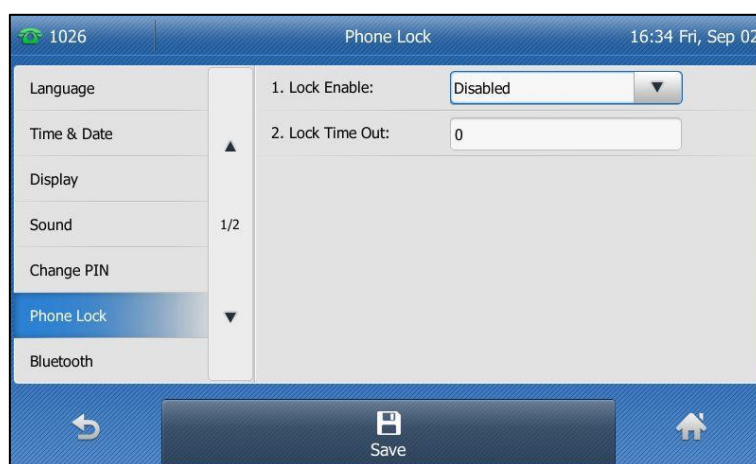 1026
Phone Lock
16:34 Fri, Sep 02
Language
Time & Date
Display
Sound
Change PIN
Phone Lock
Bluetooth
1/2
1. Lock Enable: Disabled
2. Lock Time Out: 0
Save